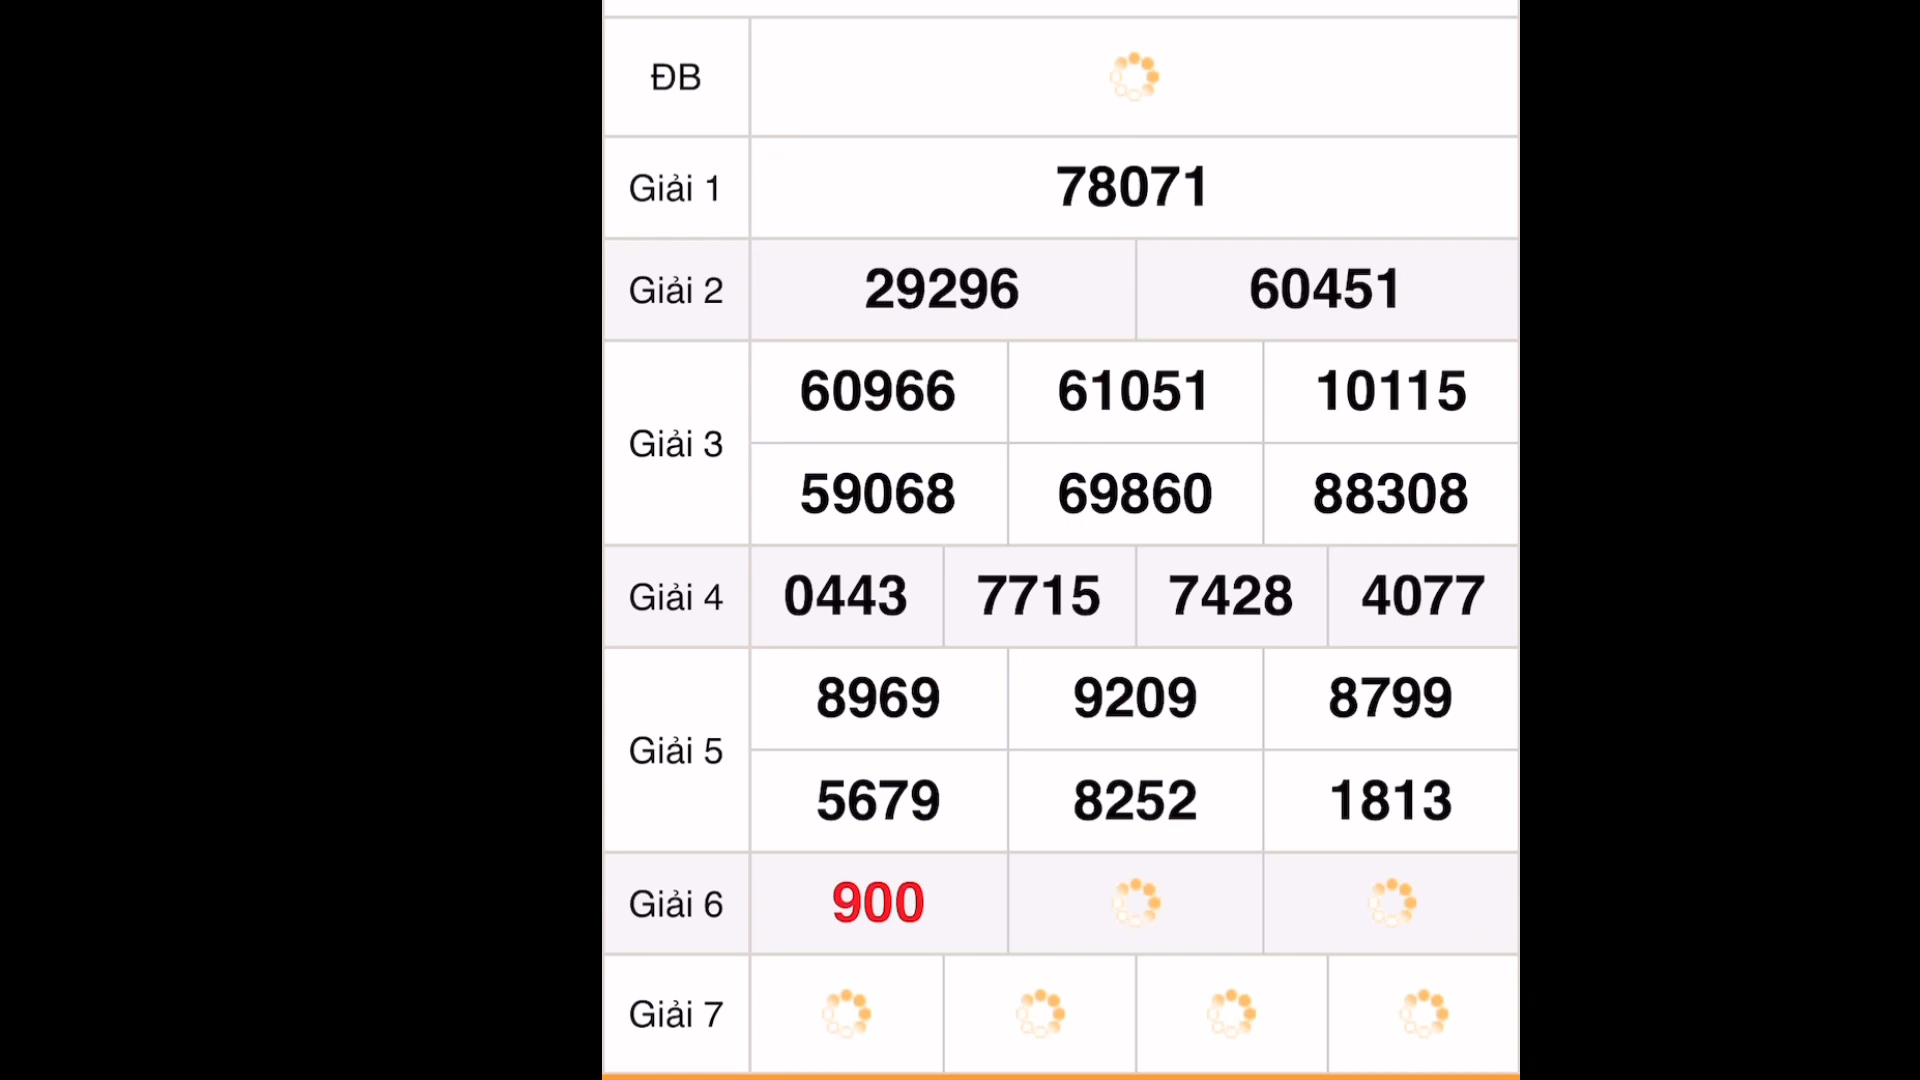 ĐB
Giải 1 78071
Giải 2 29296 60451
Giải 3 60966 61051 10115
59068 69860 88308
Giải 4 0443 7715 7428 4077
Giải 5 8969 9209 8799
5679 8252 1813
Giải 6 900
Giải 7